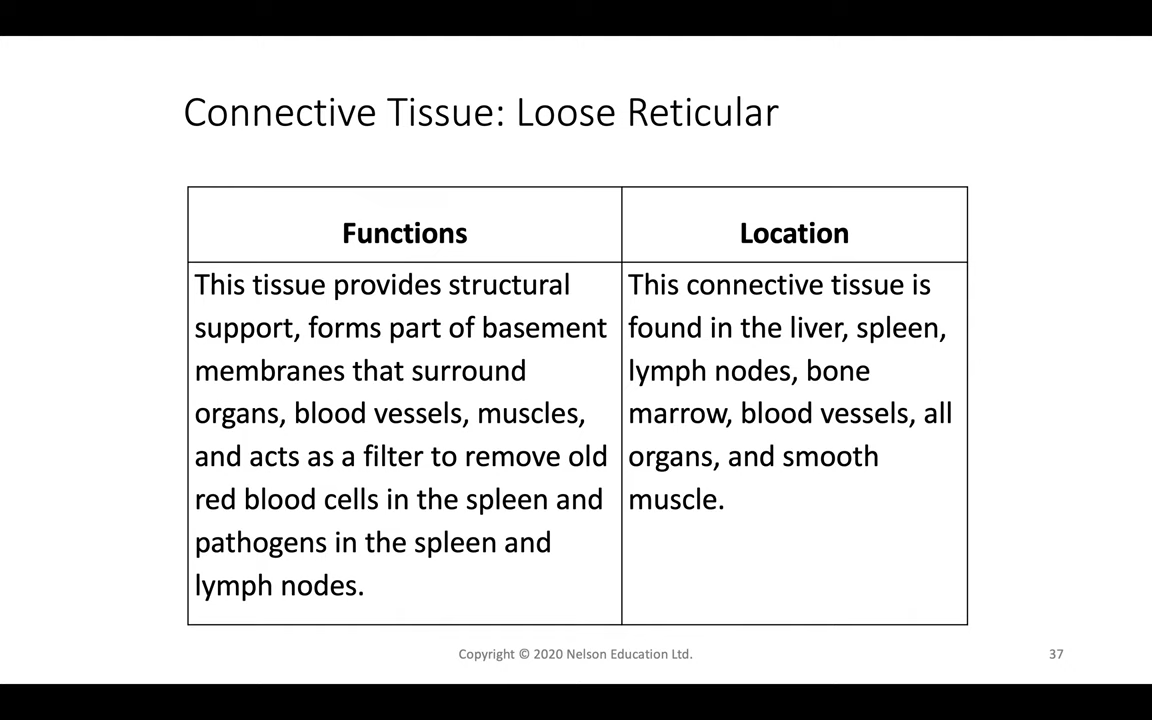 Connective Tissue: Loose Reticular
Functions
Location
This tissue provides structural
support, forms part of basement
membranes that surround
organs, blood vessels, muscles,
and acts as a filter to remove old
red blood cells in the spleen and
pathogens in the spleen and
lymph nodes.
This connective tissue is
found in the liver, spleen,
lymph nodes, bone
marrow, blood vessels, all
organs, and smooth
muscle.
Copyright © 2020 Nelson Education Ltd.
37